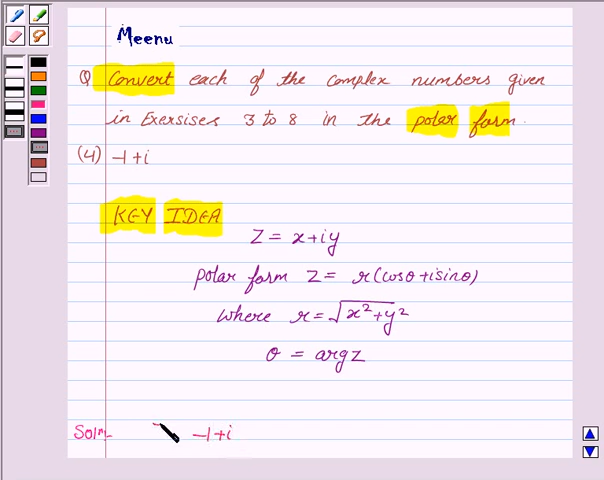 Meenu
Q Convert each of the complex numbers given
in Exersises 3 to 8 in the polar form.
(4) -1+i
KEY IDEA
Z = x+iy
polar form Z = r(cosθ+isinθ)
where r = √x²+y²
θ = argz
Soln. -1+i